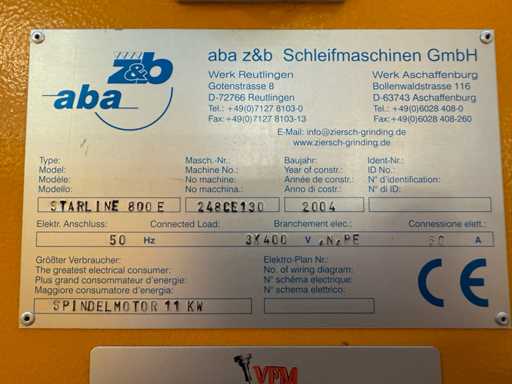 z&b
aba
aba z&b Schleifmaschinen GmbH
Werk Reutlingen
Gotenstrasse 8
D-72766 Reutlingen
Tel.: +49(0)7127 8103-0
Fax:+49(0)7127 8103-13
Werk Aschaffenburg
Bollenwaldstrasse 116
D-63743 Aschaffenburg
Tel.: +49(0)6028 408-0
Fax: +49(0)6028 408-260
E-Mail: info@ziersch-grinding.de
www.ziersch-grinding.de
Type:
Model:
Modéle:
Modello:
STARLINE 800 E
Masch.-Nr.:
Machine No.:
No machine:
No macchina.:
248CE130
Baujahr:
Year of constr.:
Année de constr.:
Anno di costr.:
2004
Ident-Nr.:
ID No.:
N° d'identification:
N° di ID:
Elektr. Anschluss: Connected Load: Branchement elec.: Connessione elett.:
50 Hz 3X400 V ,N,PE A
Größter Verbraucher:
The greatest electrical consumer:
Plus grand consommateur d'energie:
Maggiore consumatore d'energie:
SPINDELMOTOR 11 KW
Elektro-Plan Nr.:
No. of wiring diagram:
N° schéma electrique:
N° schema elettrico.:
CE
VPM